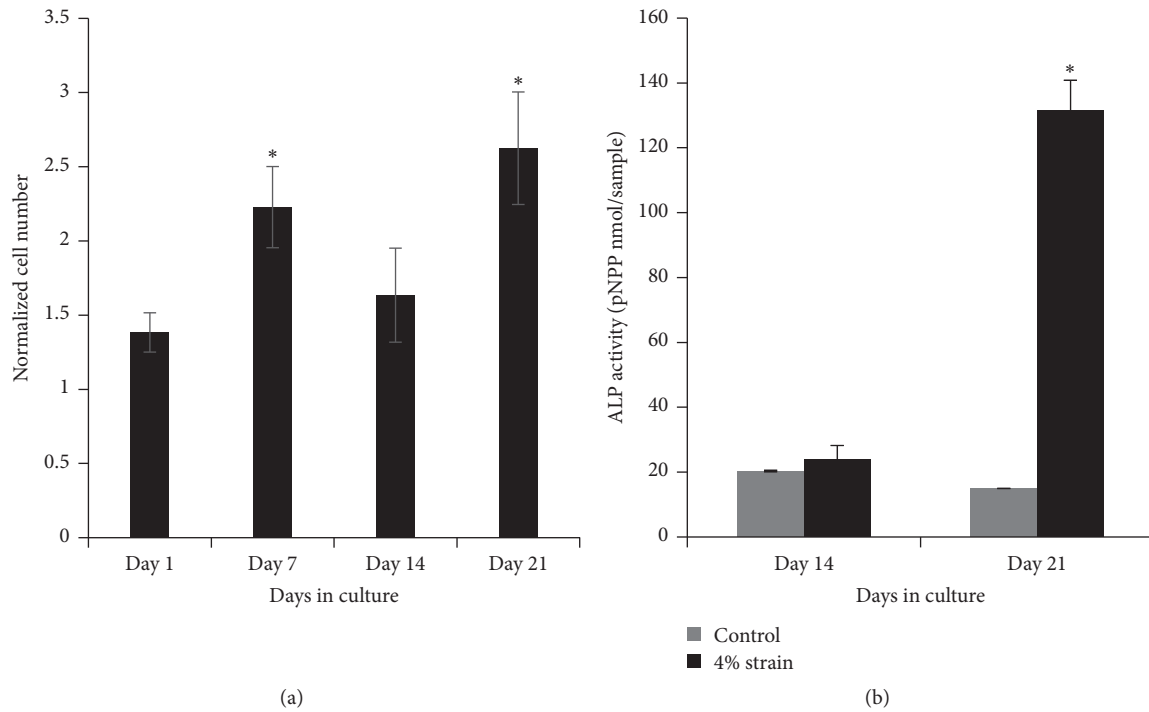 3.5
3
2.5
2
1.5
1
0.5
0
Normalized cell number
*
*
Day 1 Day 7 Day 14 Day 21
Days in culture
(a)
160
140
120
100
80
60
40
20
0
ALP activity (pNPP nmol/sample)
*
Day 14 Day 21
Days in culture
Control
4% strain
(b)